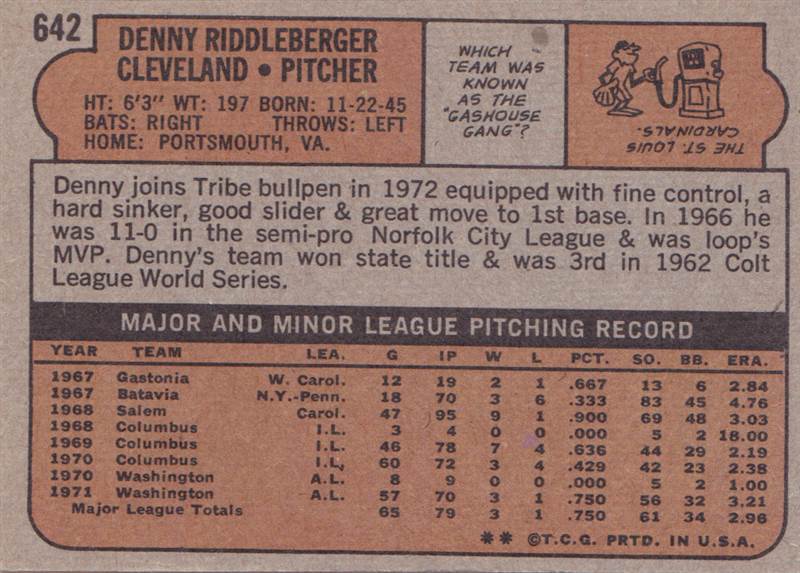 642
DENNY RIDDLEBERGER
CLEVELAND • PITCHER
HT: 6'3" WT: 197 BORN: 11-22-45
BATS: RIGHT THROWS: LEFT
HOME: PORTSMOUTH, VA.
WHICH
TEAM WAS
KNOWN
AS THE
"GASHOUSE
GANG"?
THE ST. LOUIS
CARDINALS.
Denny joins Tribe bullpen in 1972 equipped with fine control, a
hard sinker, good slider & great move to 1st base. In 1966 he
was 11-0 in the semi-pro Norfolk City League & was loop's
MVP. Denny's team won state title & was 3rd in 1962 Colt
League World Series.
MAJOR AND MINOR LEAGUE PITCHING RECORD
YEAR TEAM LEA. G IP W L PCT. SO. BB. ERA.
1967 Gastonia W. Carol. 12 19 2 1 .667 13 6 2.84
1967 Batavia N.Y.-Penn. 18 70 3 6 .333 83 45 4.76
1968 Salem Carol. 47 95 9 1 .900 69 48 3.03
1968 Columbus I.L. 3 4 0 0 .000 5 2 18.00
1969 Columbus I.L. 46 78 7 4 .636 44 29 2.19
1970 Columbus I.L. 60 72 3 4 .429 42 23 2.38
1970 Washington A.L. 8 9 0 0 .000 5 2 1.00
1971 Washington A.L. 57 70 3 1 .750 56 32 3.21
Major League Totals 65 79 3 1 .750 61 34 2.96
** ©T.C.G. PRTD. IN U.S.A.